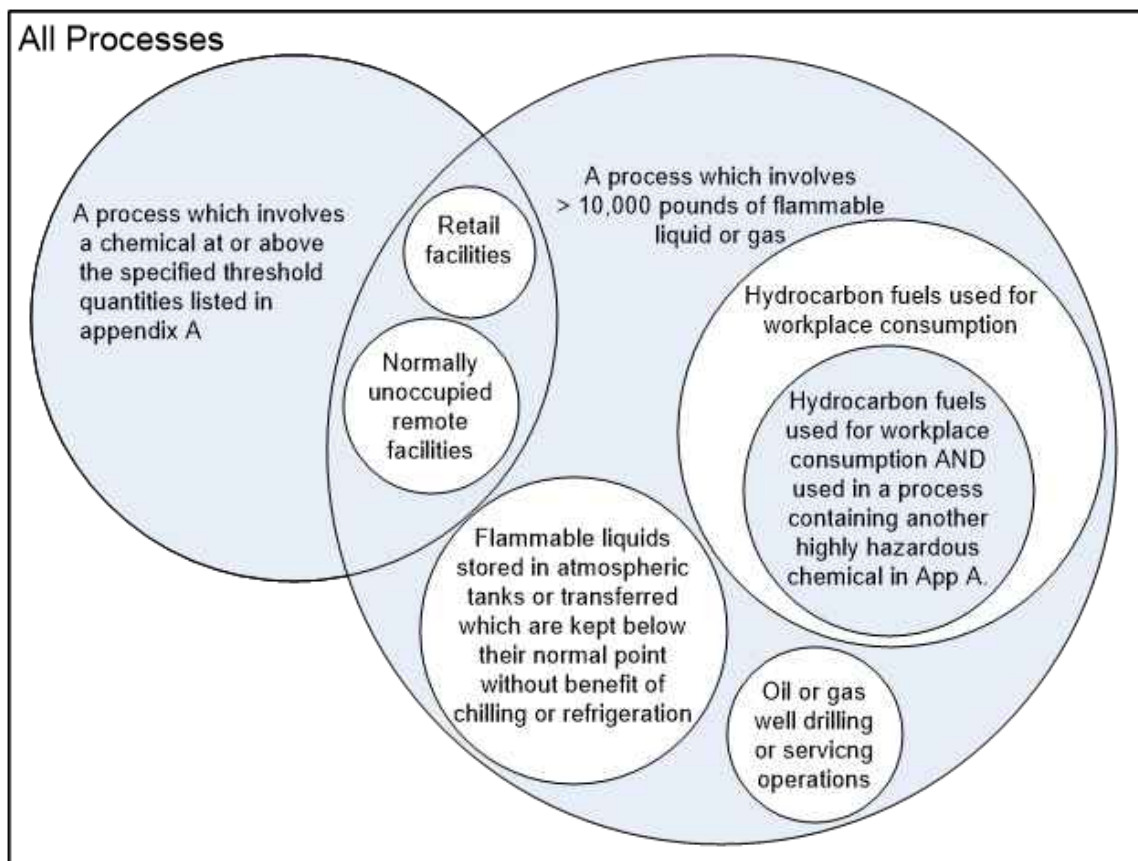 All Processes
A process which involves
a chemical at or above
the specified threshold
quantities listed in
appendix A
Retail
facilities
Normally
unoccupied
remote
facilities
A process which involves
> 10,000 pounds of flammable
liquid or gas
Hydrocarbon fuels used for
workplace consumption
Hydrocarbon fuels
used for workplace
consumption AND
used in a process
containing another
highly hazardous
chemical in App A.
Flammable liquids
stored in atmospheric
tanks or transferred
which are kept below
their normal point
without benefit of
chilling or refrigeration
Oil or gas
well drilling
or servicng
operations